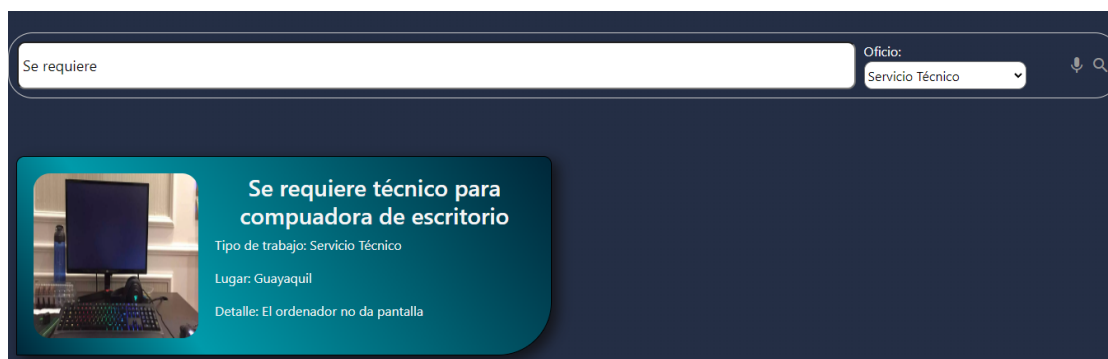 Se requiere
Oficio:
Servicio Técnico
Se requiere técnico para
compuadora de escritorio
Tipo de trabajo: Servicio Técnico
Lugar: Guayaquil
Detalle: El ordenador no da pantalla